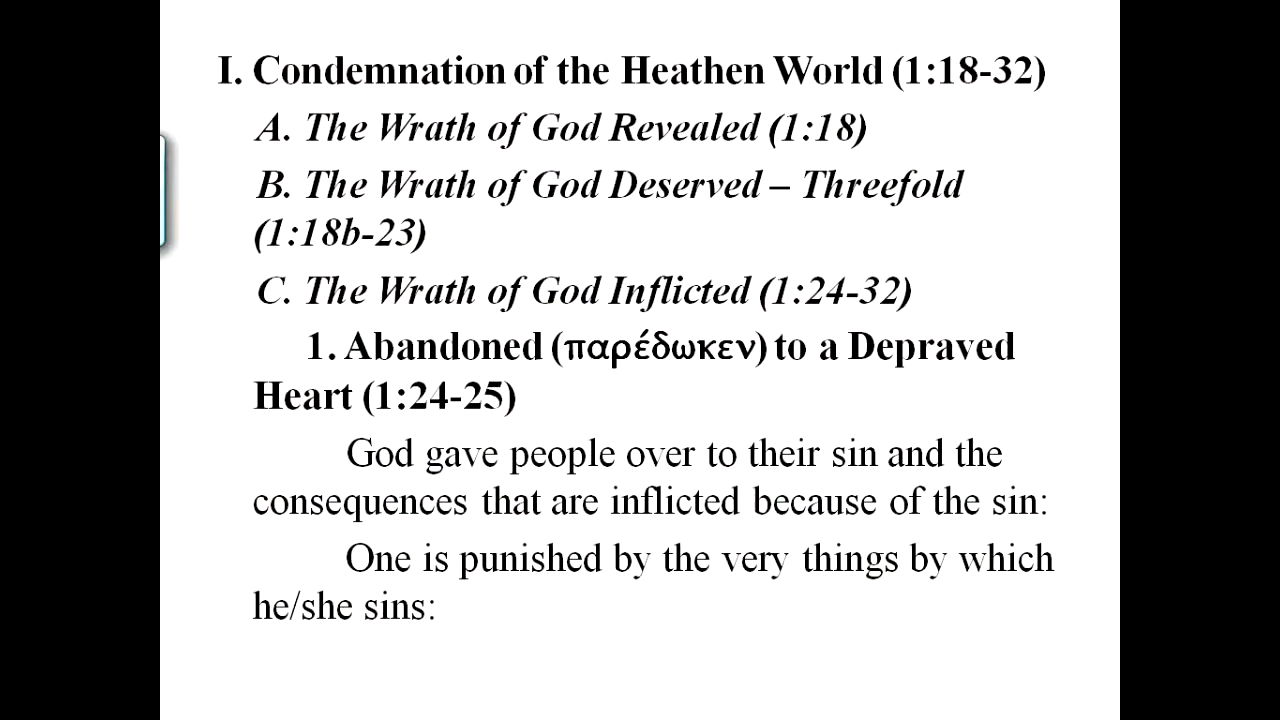 I. Condemnation of the Heathen World (1:18-32)
A. The Wrath of God Revealed (1:18)
B. The Wrath of God Deserved – Threefold
(1:18b-23)
C. The Wrath of God Inflicted (1:24-32)
1. Abandoned (παρέδωκεν) to a Depraved
Heart (1:24-25)
God gave people over to their sin and the
consequences that are inflicted because of the sin:
One is punished by the very things by which
he/she sins: